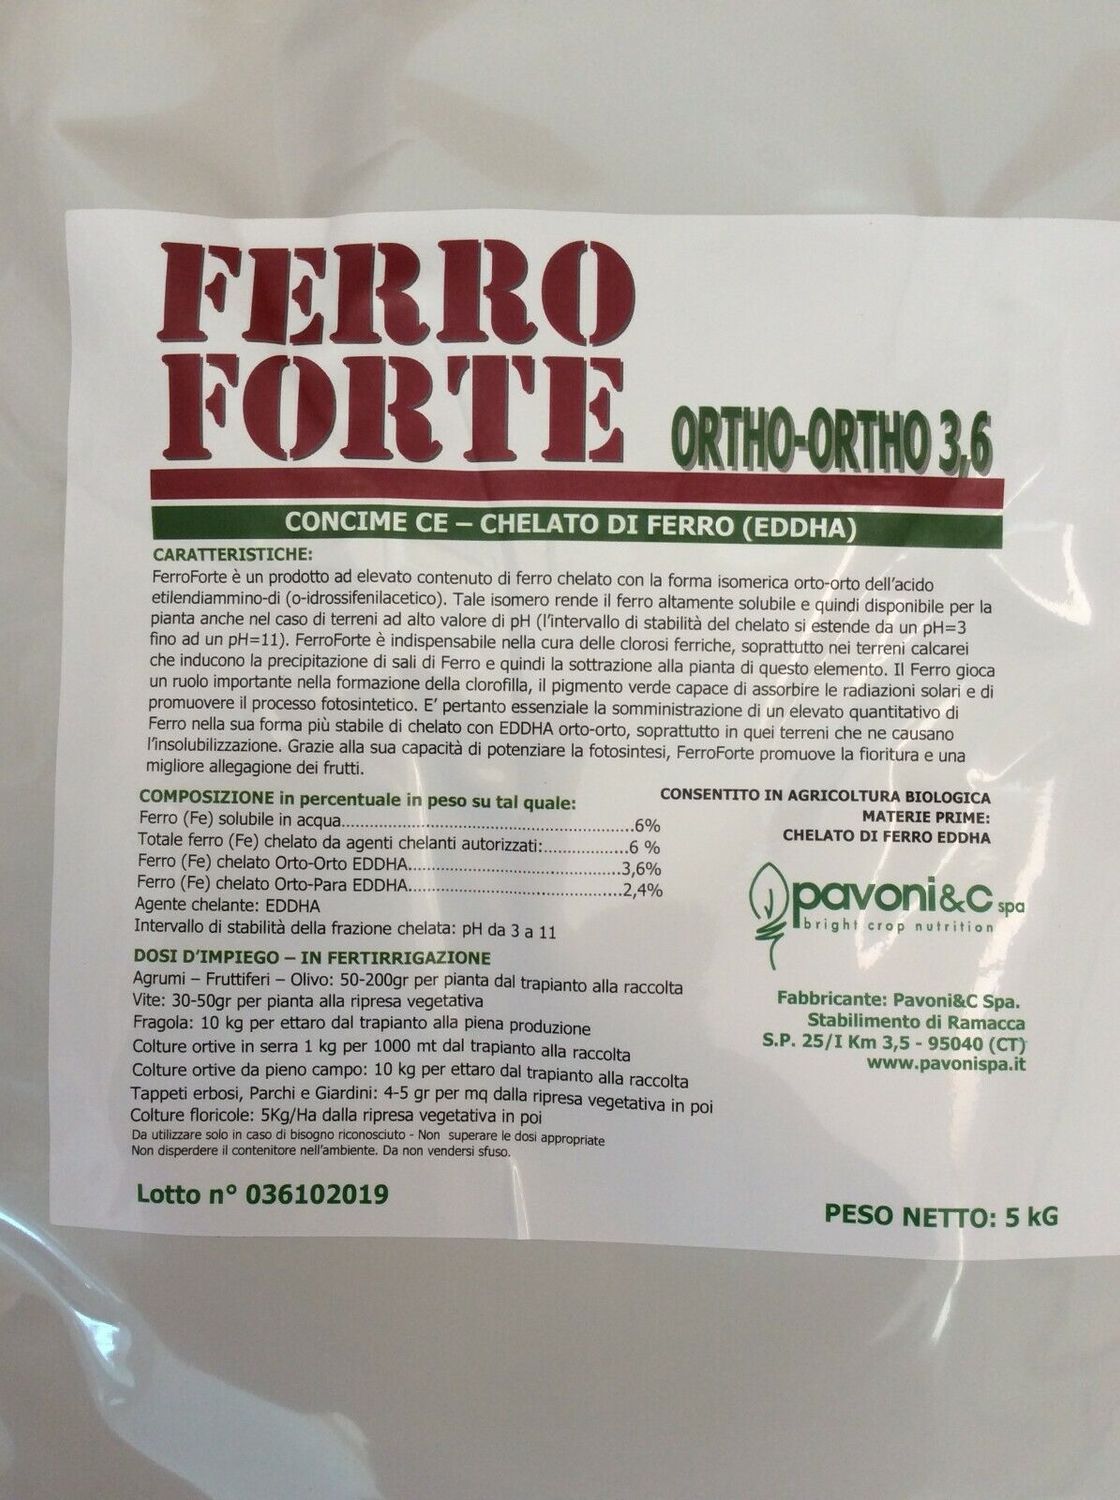 FERRO
FORTE
ORTHO-ORTHO 3,6
CONCIME CE – CHELATO DI FERRO (EDDHA)
CARATTERISTICHE:
FerroForte è un prodotto ad elevato contenuto di ferro chelato con la forma isomerica orto-orto dell'acido
etilendiammino-di (o-idrossifenilacetico). Tale isomero rende il ferro altamente solubile e quindi disponibile per la
pianta anche nel caso di terreni ad alto valore di pH (l'intervallo di stabilità del chelato si estende da un pH=3
fino ad un pH=11). FerroForte è indispensabile nella cura delle clorosi ferriche, soprattutto nei terreni calcarei
che inducono la precipitazione di sali di Ferro e quindi la sottrazione alla pianta di questo elemento. Il Ferro gioca
un ruolo importante nella formazione della clorofilla, il pigmento verde capace di assorbire le radiazioni solari e di
promuovere il processo fotosintetico. E' pertanto essenziale la somministrazione di un elevato quantitativo di
Ferro nella sua forma più stabile di chelato con EDDHA orto-orto, soprattutto in quei terreni che ne causano
l'insolubilizzazione. Grazie alla sua capacità di potenziare la fotosintesi, FerroForte promuove la fioritura e una
migliore allegagione dei frutti.
COMPOSIZIONE in percentuale in peso su tal quale:
Ferro (Fe) solubile in acqua..........................................................6%
Totale ferro (Fe) chelato da agenti chelanti autorizzati:.................6 %
Ferro (Fe) chelato Orto-Orto EDDHA...........................................3,6%
Ferro (Fe) chelato Orto-Para EDDHA...........................................2,4%
Agente chelante: EDDHA
Intervallo di stabilità della frazione chelata: pH da 3 a 11
CONSENTITO IN AGRICOLTURA BIOLOGICA
MATERIE PRIME:
CHELATO DI FERRO EDDHA
pavoni&C spa
bright crop nutrition
DOSI D'IMPIEGO – IN FERTIRRIGAZIONE
Agrumi – Fruttiferi – Olivo: 50-200gr per pianta dal trapianto alla raccolta
Vite: 30-50gr per pianta alla ripresa vegetativa
Fragola: 10 kg per ettaro dal trapianto alla piena produzione
Colture ortive in serra 1 kg per 1000 mt dal trapianto alla raccolta
Colture ortive da pieno campo: 10 kg per ettaro dal trapianto alla raccolta
Tappeti erbosi, Parchi e Giardini: 4-5 gr per mq dalla ripresa vegetativa in poi
Colture floricole: 5Kg/Ha dalla ripresa vegetativa in poi
Da utilizzare solo in caso di bisogno riconosciuto - Non superare le dosi appropriate
Non disperdere il contenitore nell'ambiente. Da non vendersi sfuso.
Fabbricante: Pavoni&C Spa.
Stabilimento di Ramacca
S.P. 25/I Km 3,5 - 95040 (CT)
www.pavonispa.it
Lotto n° 036102019
PESO NETTO: 5 kG